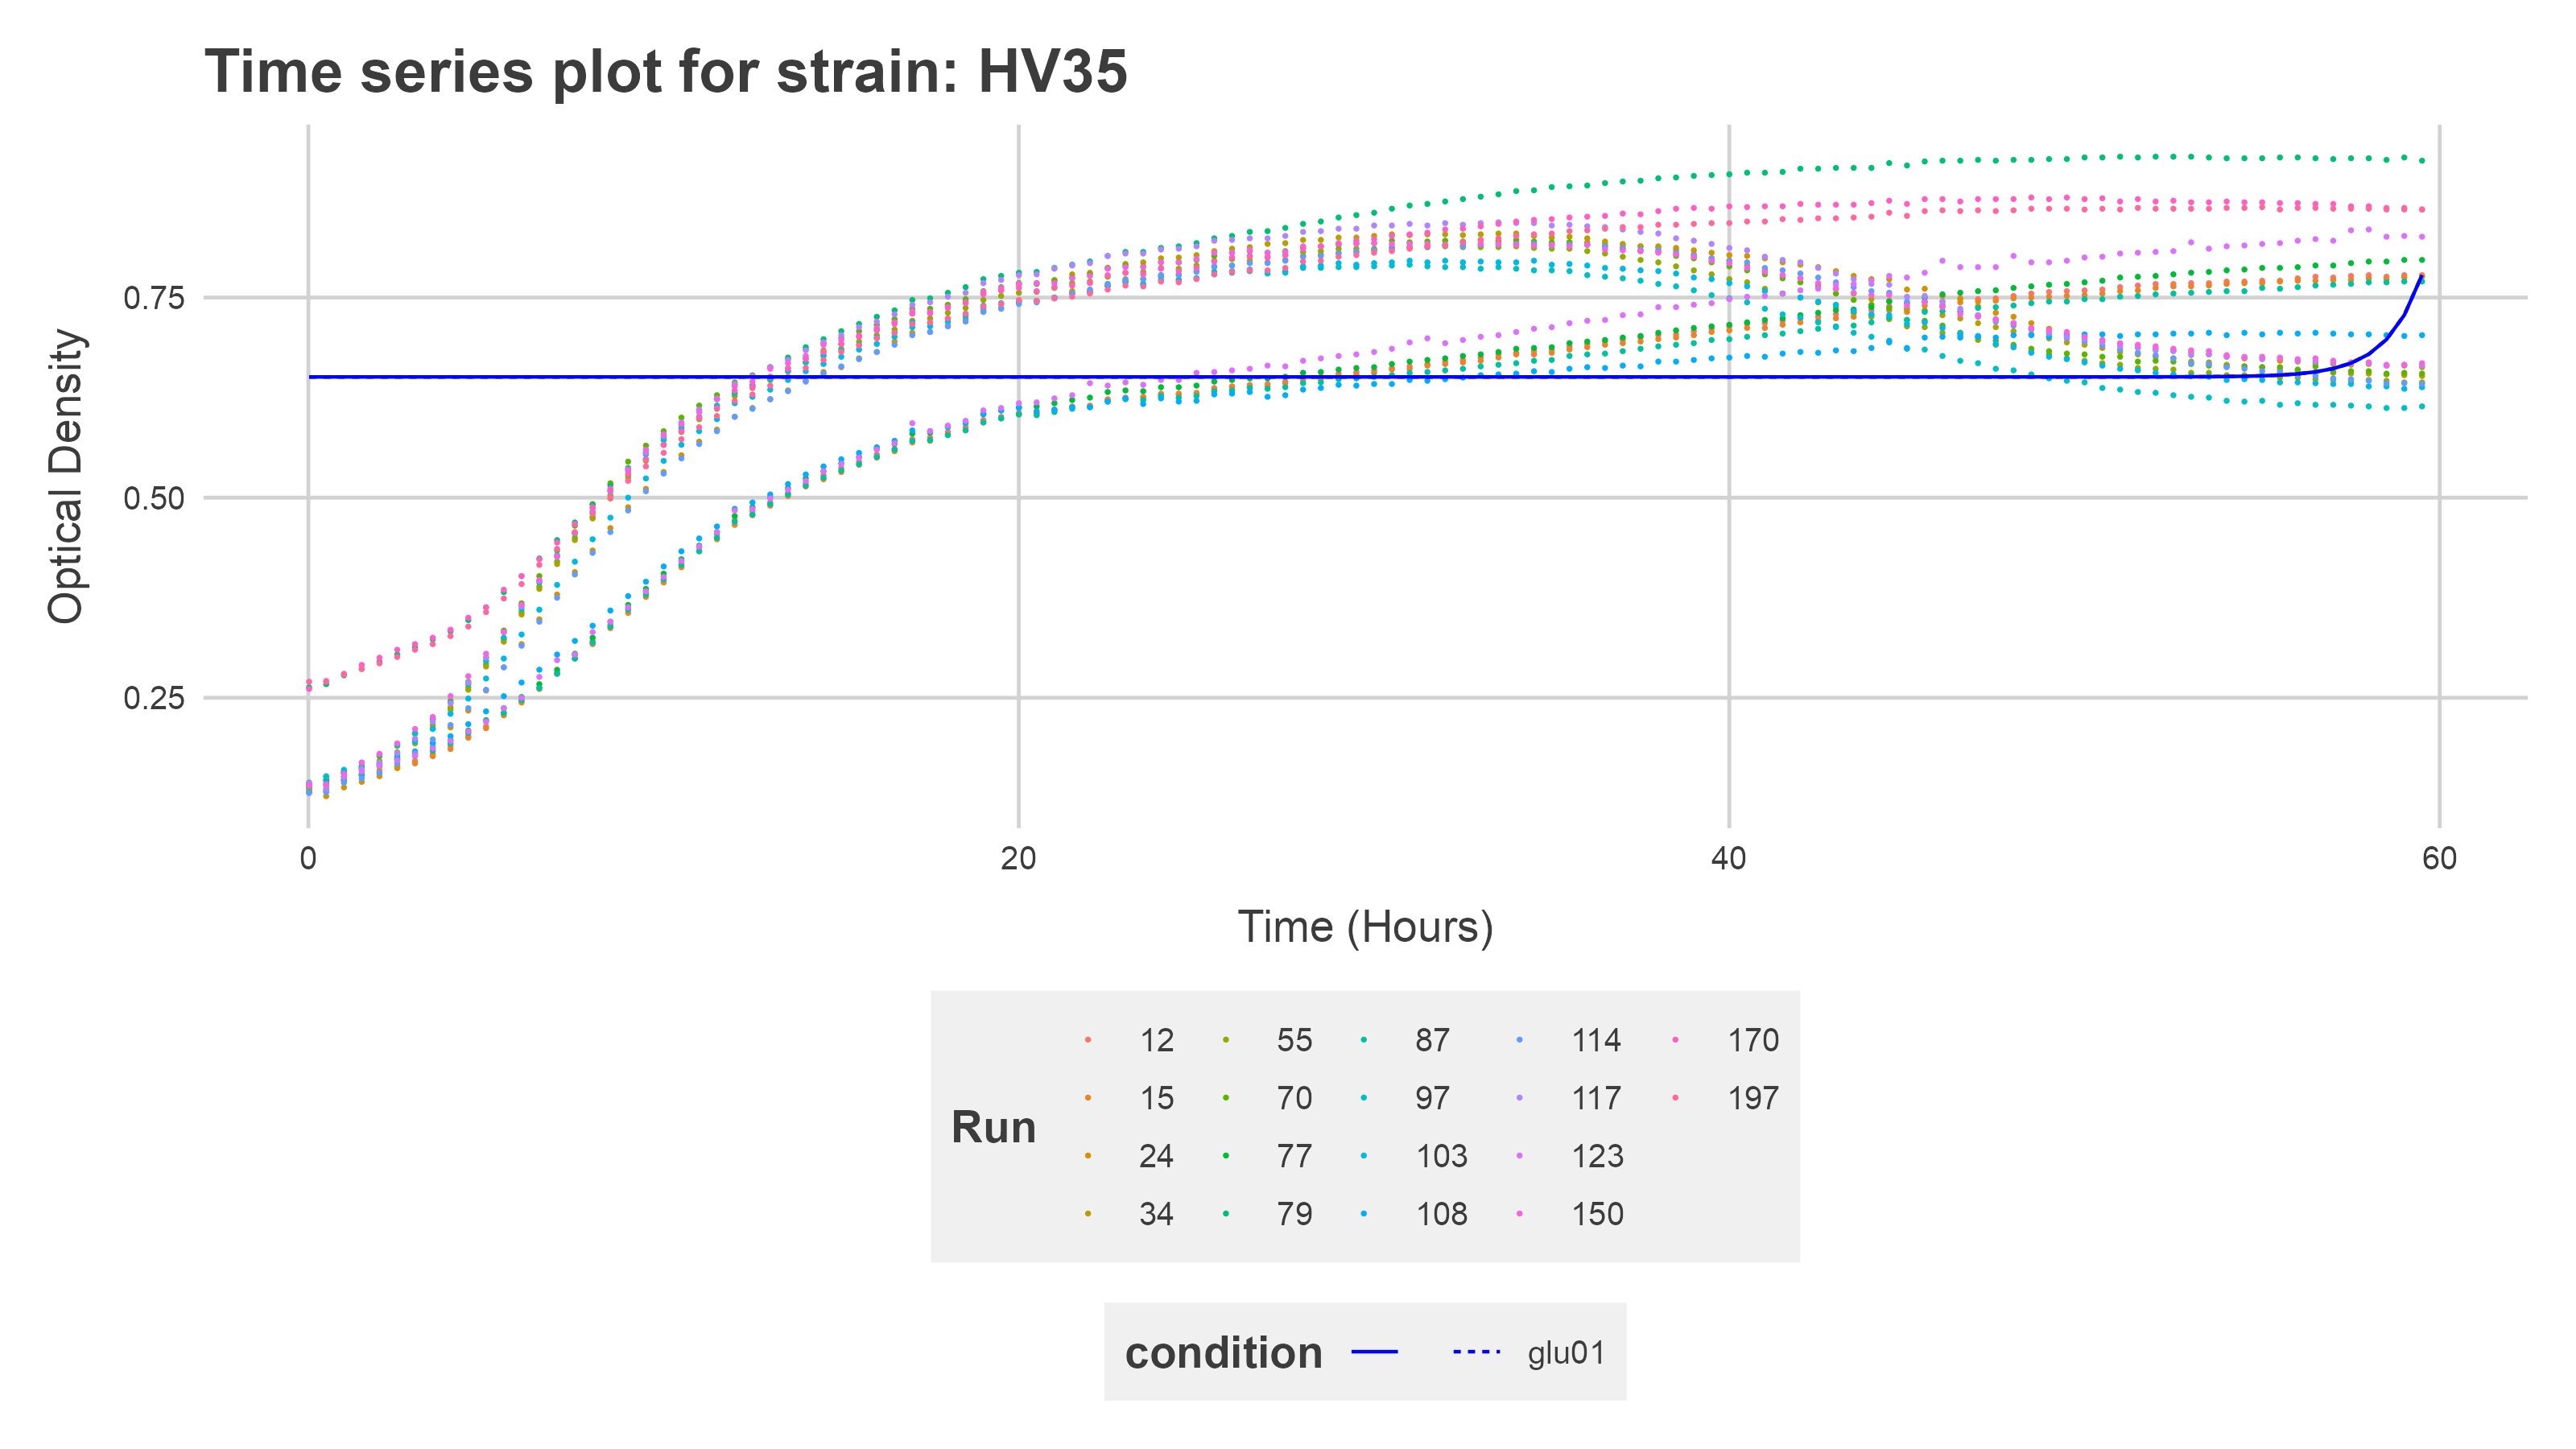 Time series plot for strain: HV35
Optical Density
0.75
0.50
0.25
0 20 40 60
Time (Hours)
Run
12 55 87 114 170
15 70 97 117 197
24 77 103 123
34 79 108 150
condition glu01